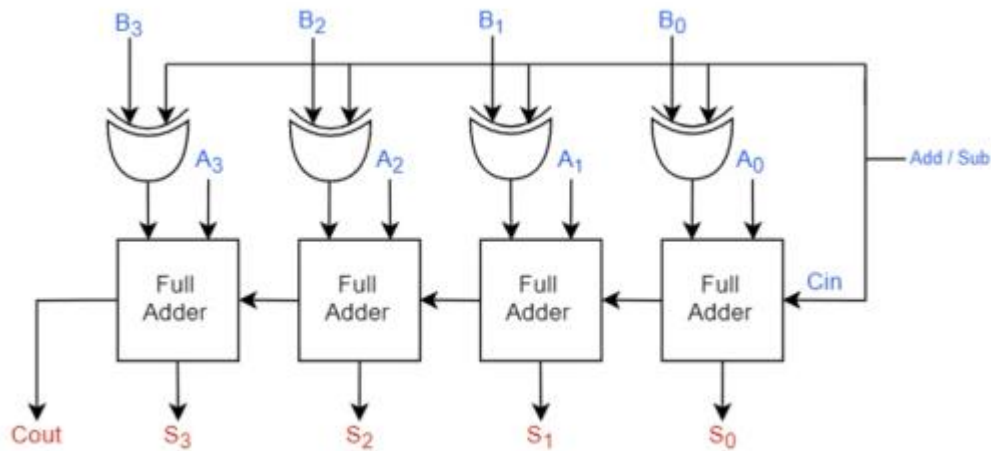 B3 B2 B1 B0
A3 A2 A1 A0
Add / Sub
Full Adder
Full Adder
Full Adder
Full Adder
Cin
Cout S3 S2 S1 S0